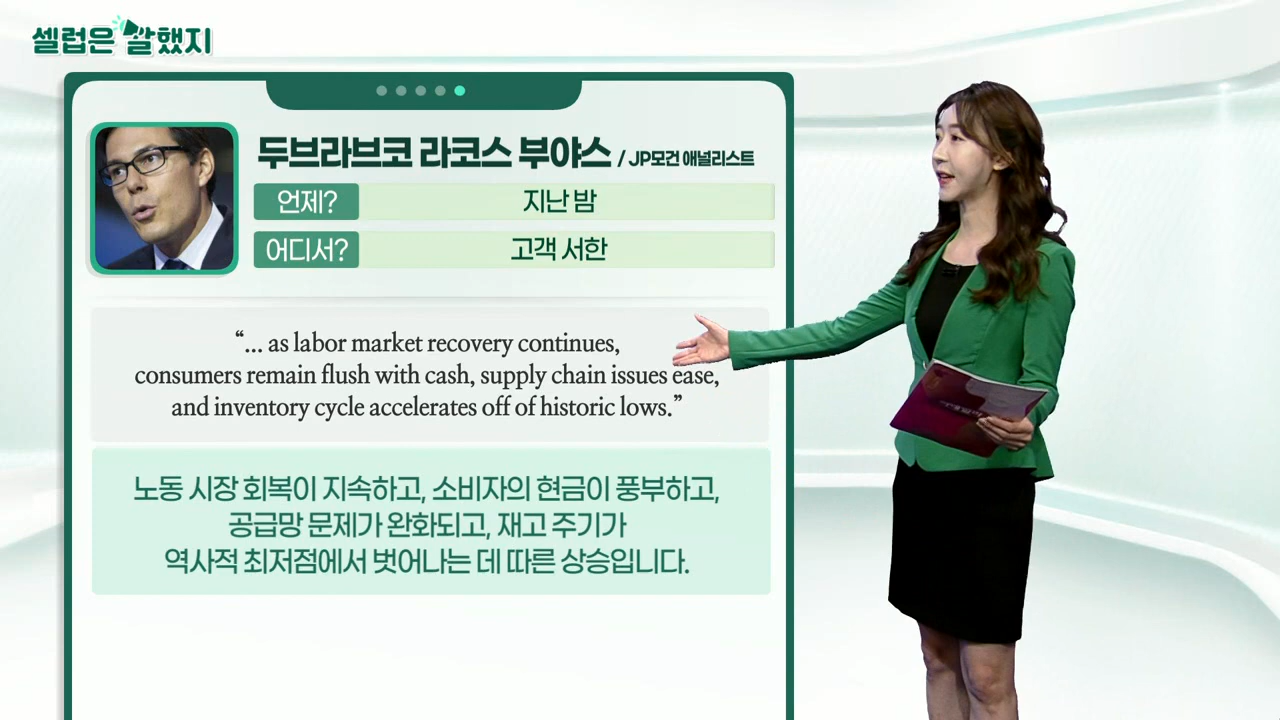 셀럽은 말했지
두브라브코 라코스 부야스 / JP모건 애널리스트
언제? 지난 밤
어디서? 고객 서한
“... as labor market recovery continues,
consumers remain flush with cash, supply chain issues ease,
and inventory cycle accelerates off of historic lows.”
노동 시장 회복이 지속하고, 소비자의 현금이 풍부하고,
공급망 문제가 완화되고, 재고 주기가
역사적 최저점에서 벗어나는 데 따른 상승입니다.